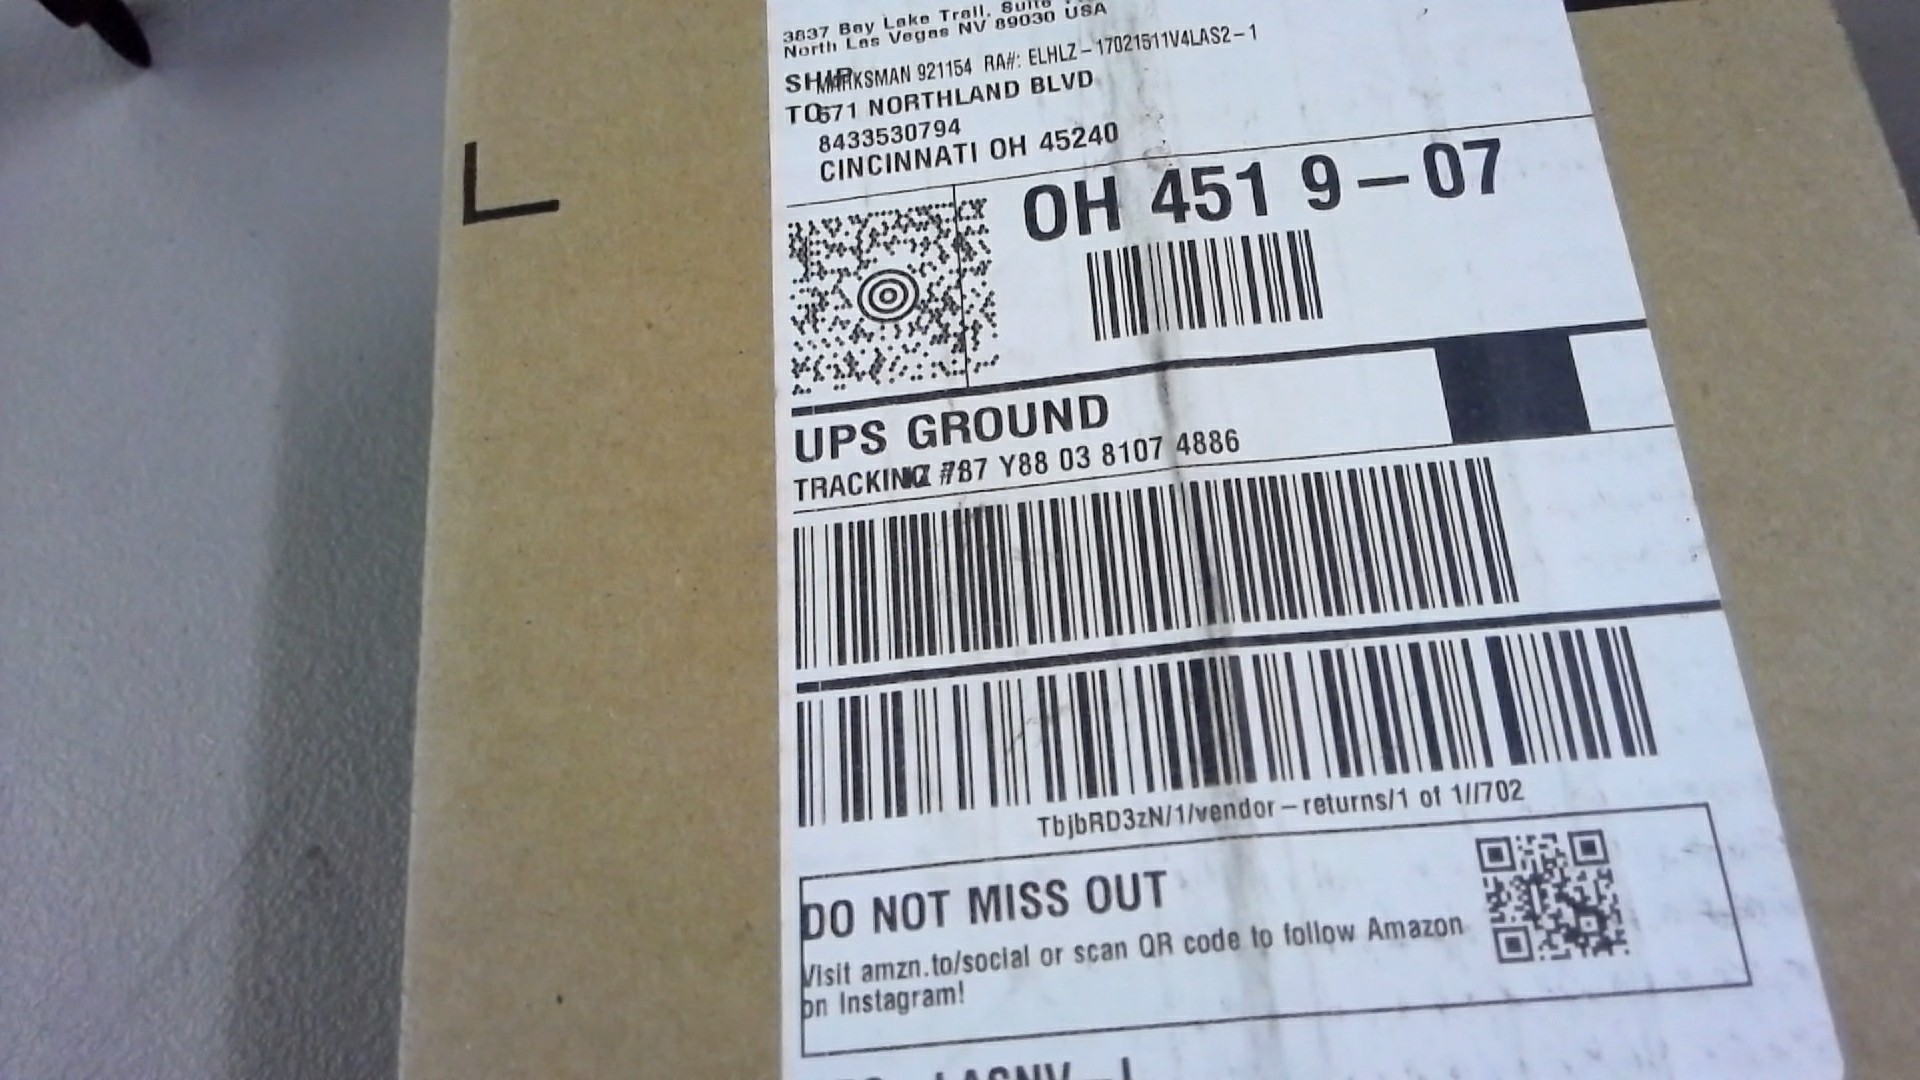 3837 Bay Lake Trail, Suite
North Las Vegas NV 89030 USA
SHIP
MARKSMAN 921154 RA#: ELHLZ-17021511V4LAS2-1
TO
671 NORTHLAND BLVD
8433530794
CINCINNATI OH 45240
OH 451 9-07
UPS GROUND
TRACKING # Y88 03 8107 4886
TbjbRD3zN/1/vendor-returns/1 of 1//702
DO NOT MISS OUT
Visit amzn.to/social or scan QR code to follow Amazon
on Instagram!